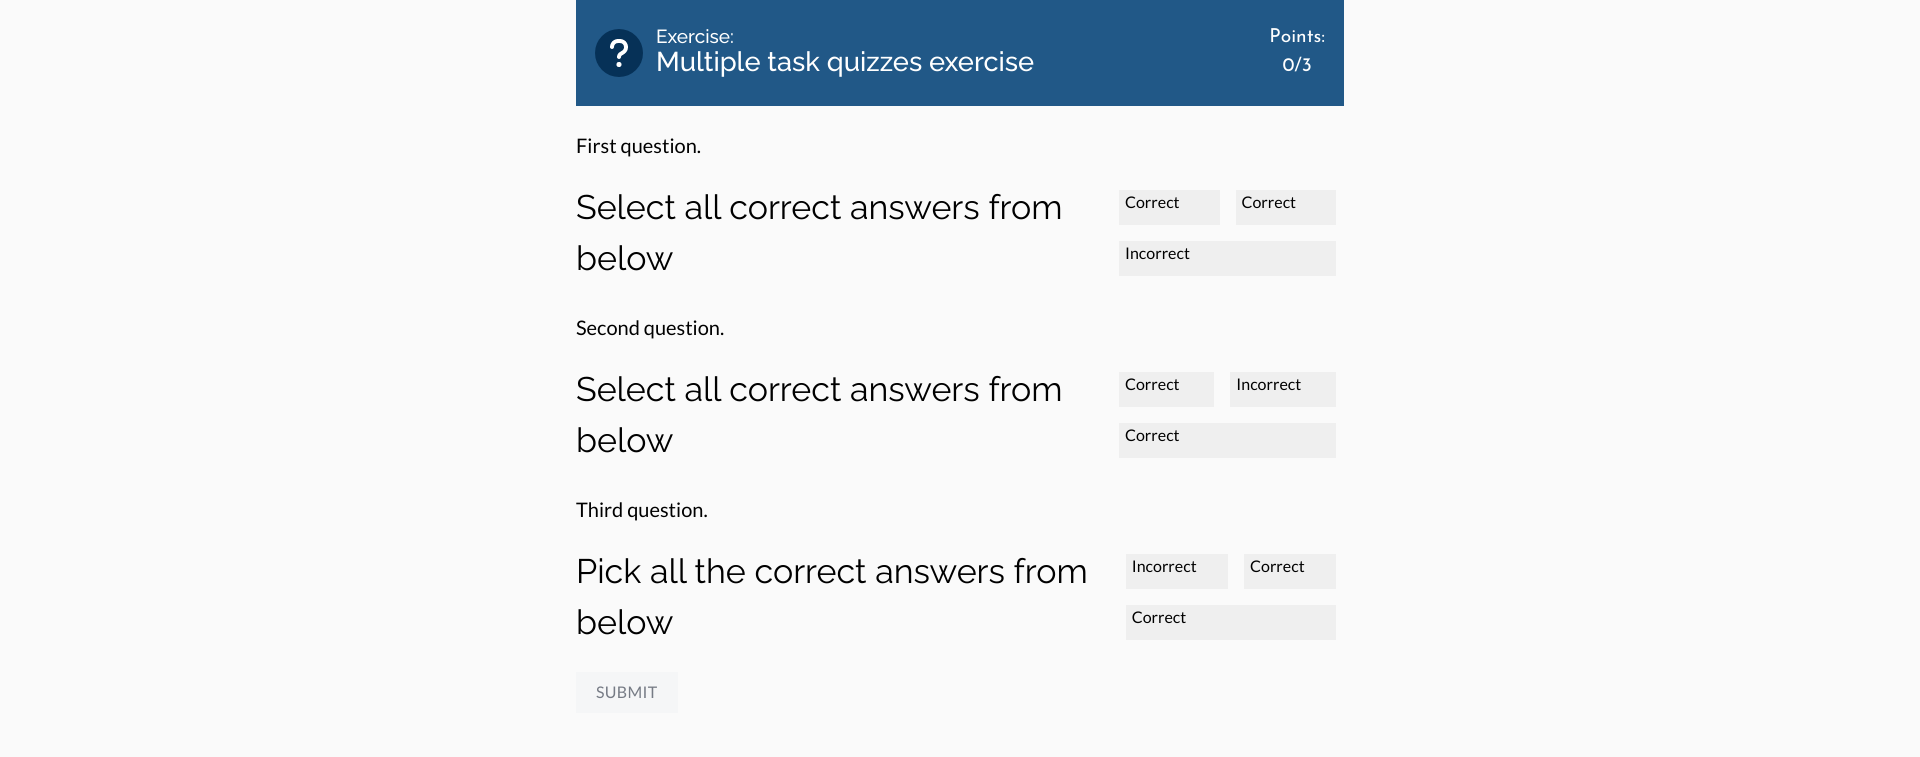 ?
Exercise:
Multiple task quizzes exercise
Points:
0/3
First question.
Select all correct answers from
below
Correct
Correct
Incorrect
Second question.
Select all correct answers from
below
Correct
Incorrect
Correct
Third question.
Pick all the correct answers from
below
Incorrect
Correct
Correct
SUBMIT